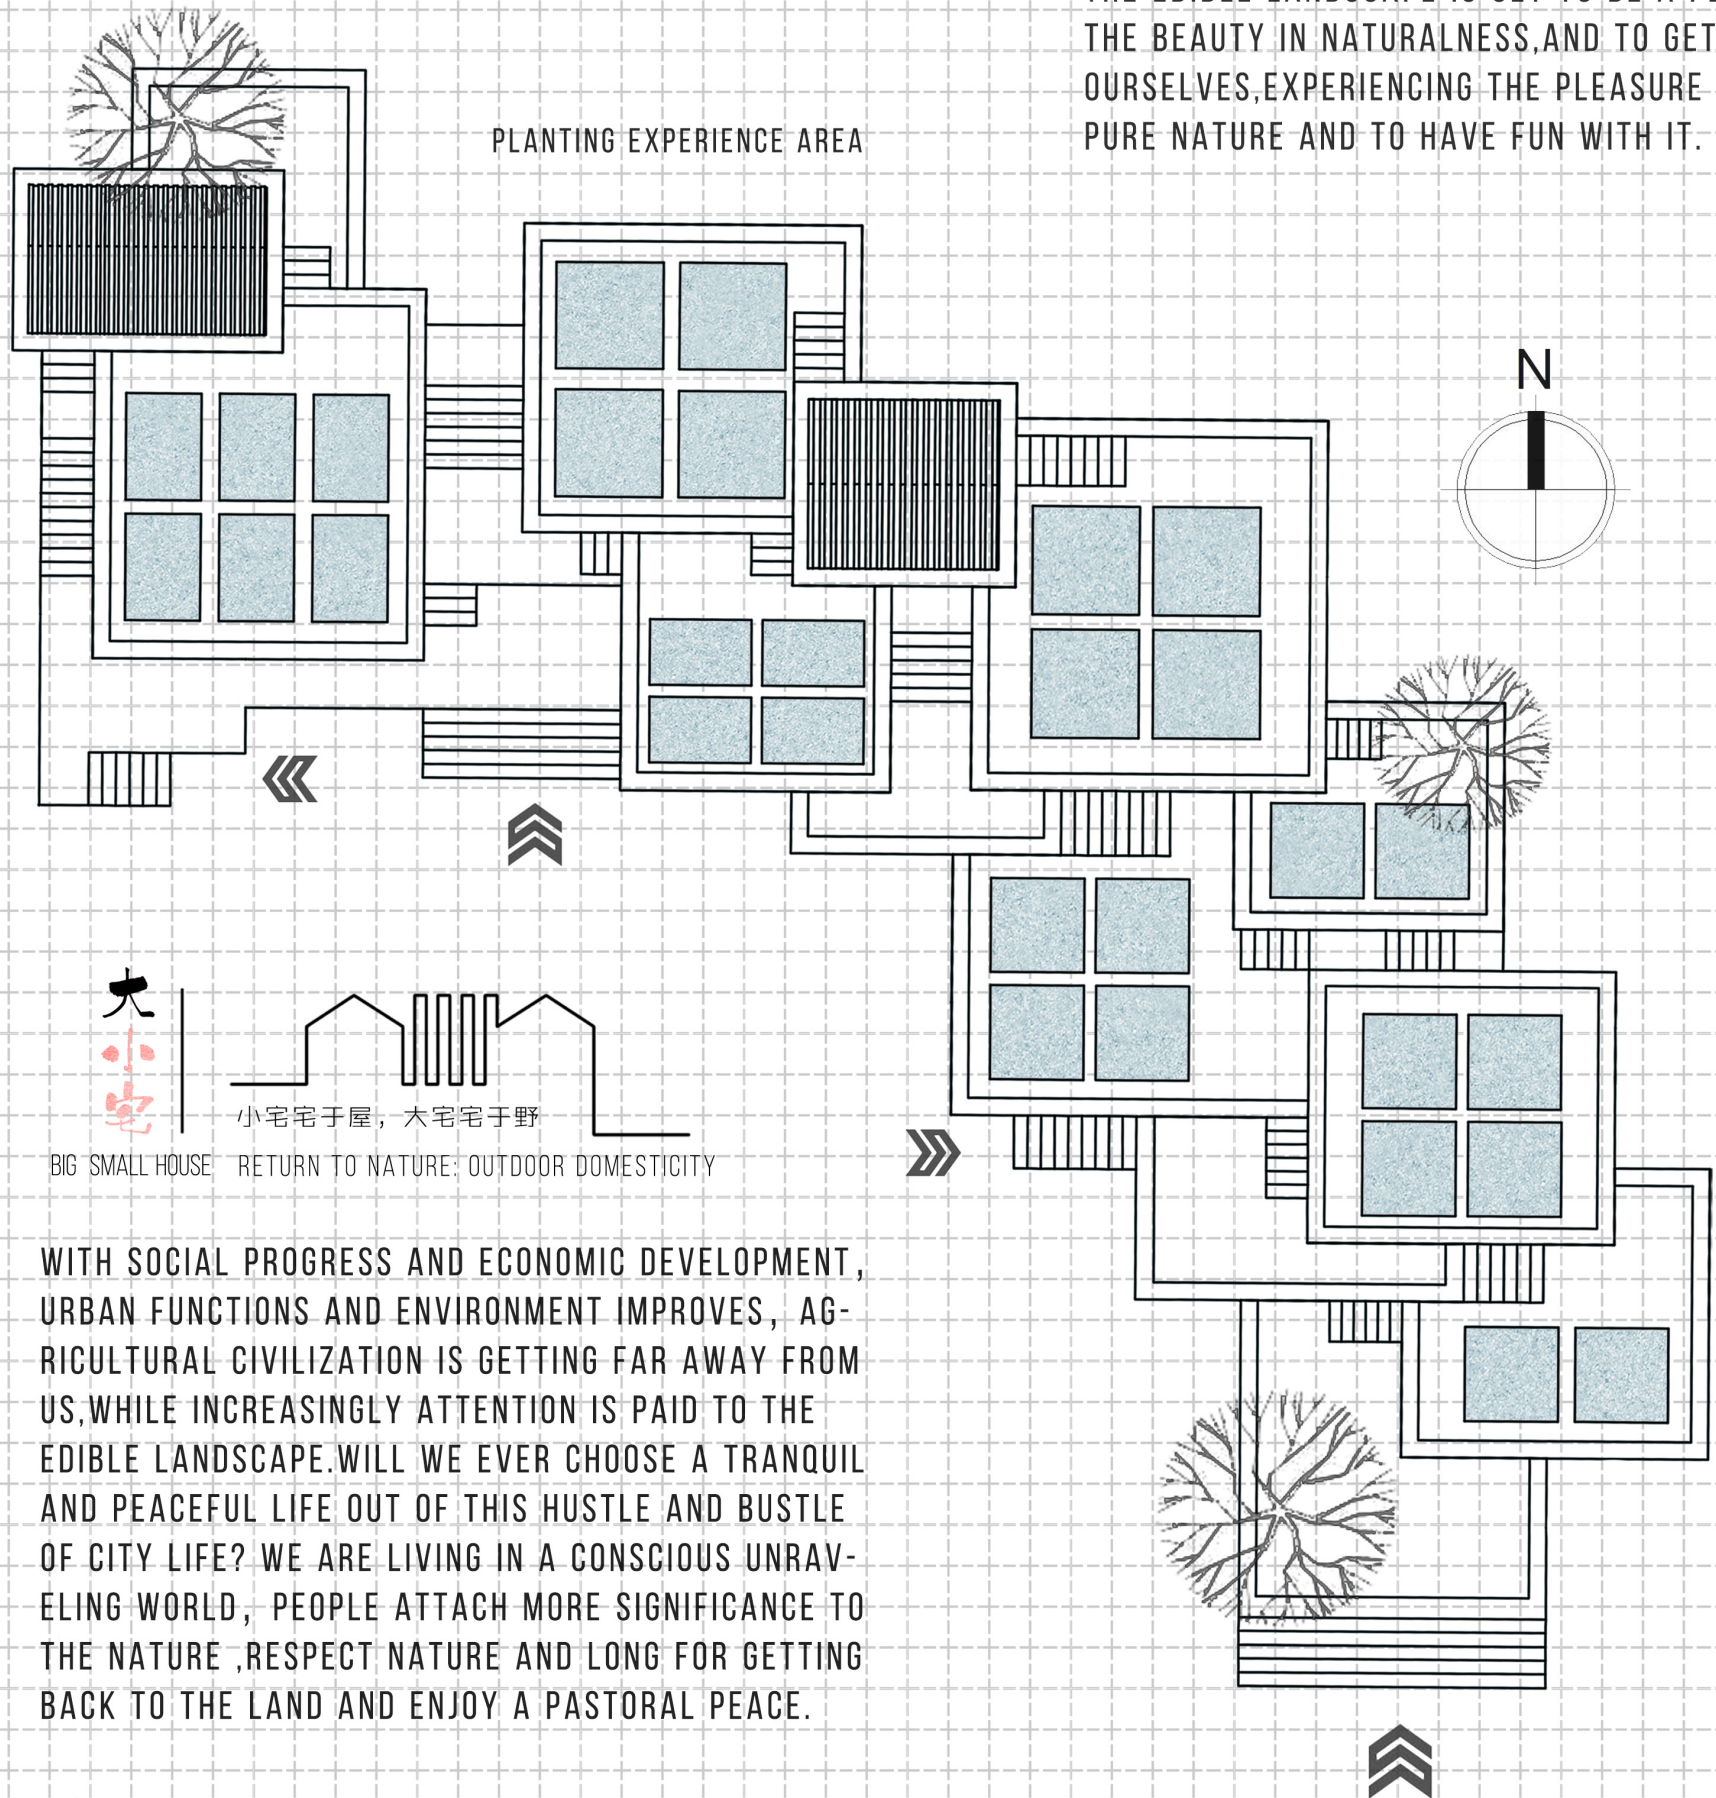 THE BEAUTY IN NATURALNESS,AND TO GET
OURSELVES,EXPERIENCING THE PLEASURE
PURE NATURE AND TO HAVE FUN WITH IT.
PLANTING EXPERIENCE AREA
N
大
小
宅
小宅宅于屋，大宅宅于野
BIG SMALL HOUSE
RETURN TO NATURE: OUTDOOR DOMESTICITY
WITH SOCIAL PROGRESS AND ECONOMIC DEVELOPMENT,
URBAN FUNCTIONS AND ENVIRONMENT IMPROVES, AG-
RICULTURAL CIVILIZATION IS GETTING FAR AWAY FROM
US,WHILE INCREASINGLY ATTENTION IS PAID TO THE
EDIBLE LANDSCAPE.WILL WE EVER CHOOSE A TRANQUIL
AND PEACEFUL LIFE OUT OF THIS HUSTLE AND BUSTLE
OF CITY LIFE? WE ARE LIVING IN A CONSCIOUS UNRAV-
ELING WORLD, PEOPLE ATTACH MORE SIGNIFICANCE TO
THE NATURE ,RESPECT NATURE AND LONG FOR GETTING
BACK TO THE LAND AND ENJOY A PASTORAL PEACE.